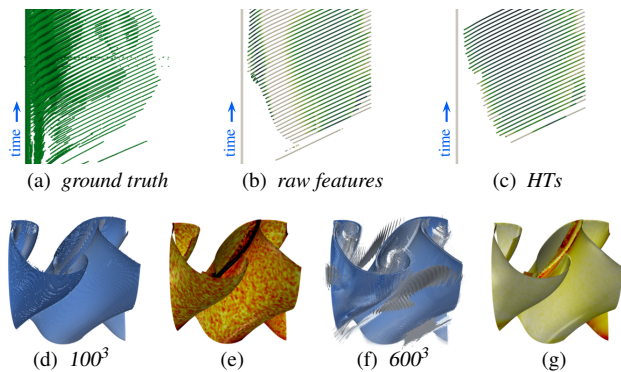 time
time
time
(a) ground truth
(b) raw features
(c) HTs
(d) 100³
(e)
(f) 600³
(g)